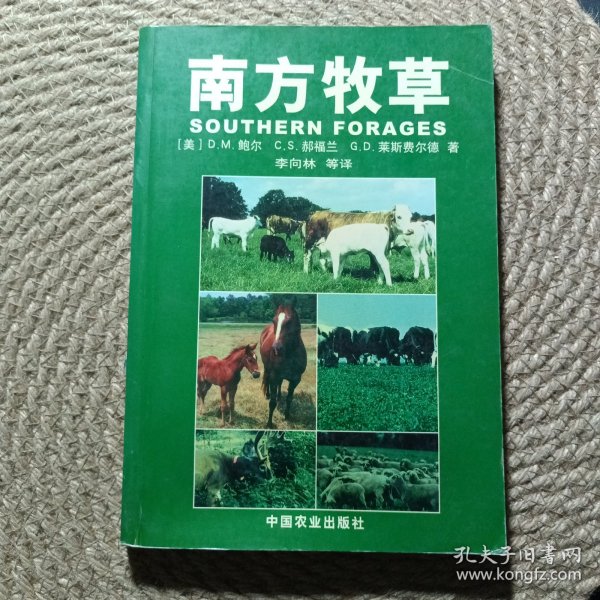 南方牧草
SOUTHERN FORAGES
[美] D.M.鲍尔 C.S.郝福兰 G.D.莱斯费尔德 著
李向林 等译
中国农业出版社
孔夫子旧书网
www.kongfz.com